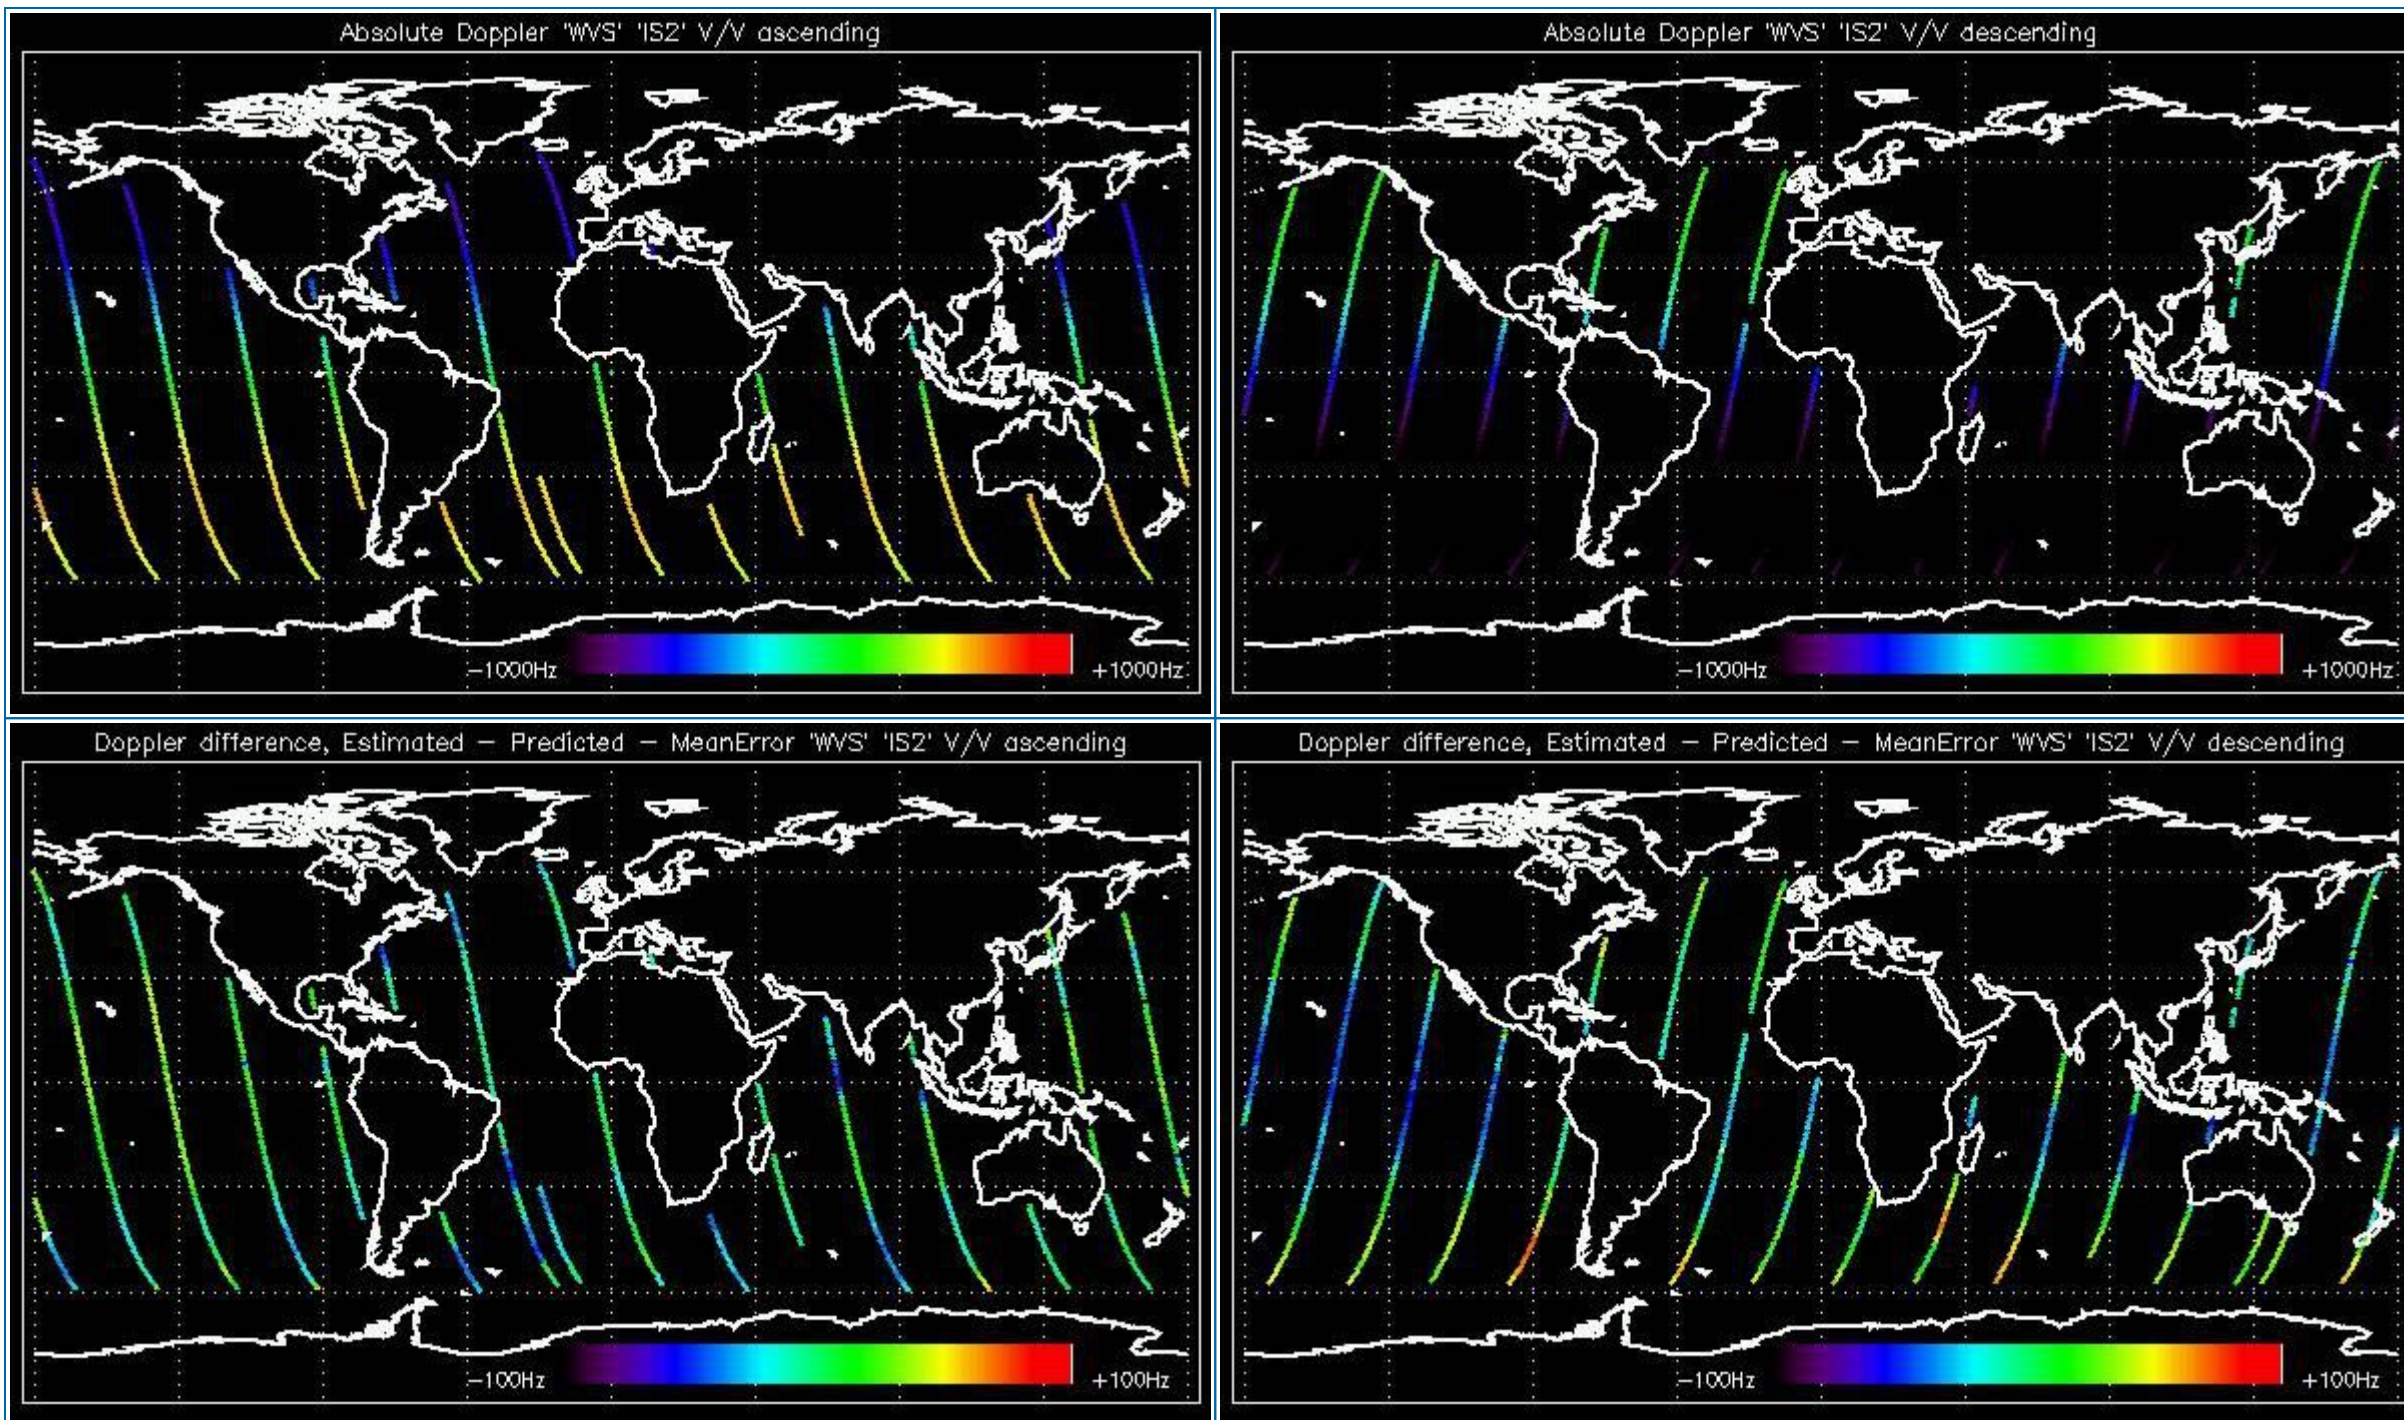 Absolute Doppler 'WVS' 'IS2' V/V ascending
−1000Hz
+1000Hz
Absolute Doppler 'WVS' 'IS2' V/V descending
−1000Hz
+1000Hz
Doppler difference, Estimated − Predicted − MeanError 'WVS' 'IS2' V/V ascending
−100Hz
+100Hz
Doppler difference, Estimated − Predicted − MeanError 'WVS' 'IS2' V/V descending
−100Hz
+100Hz